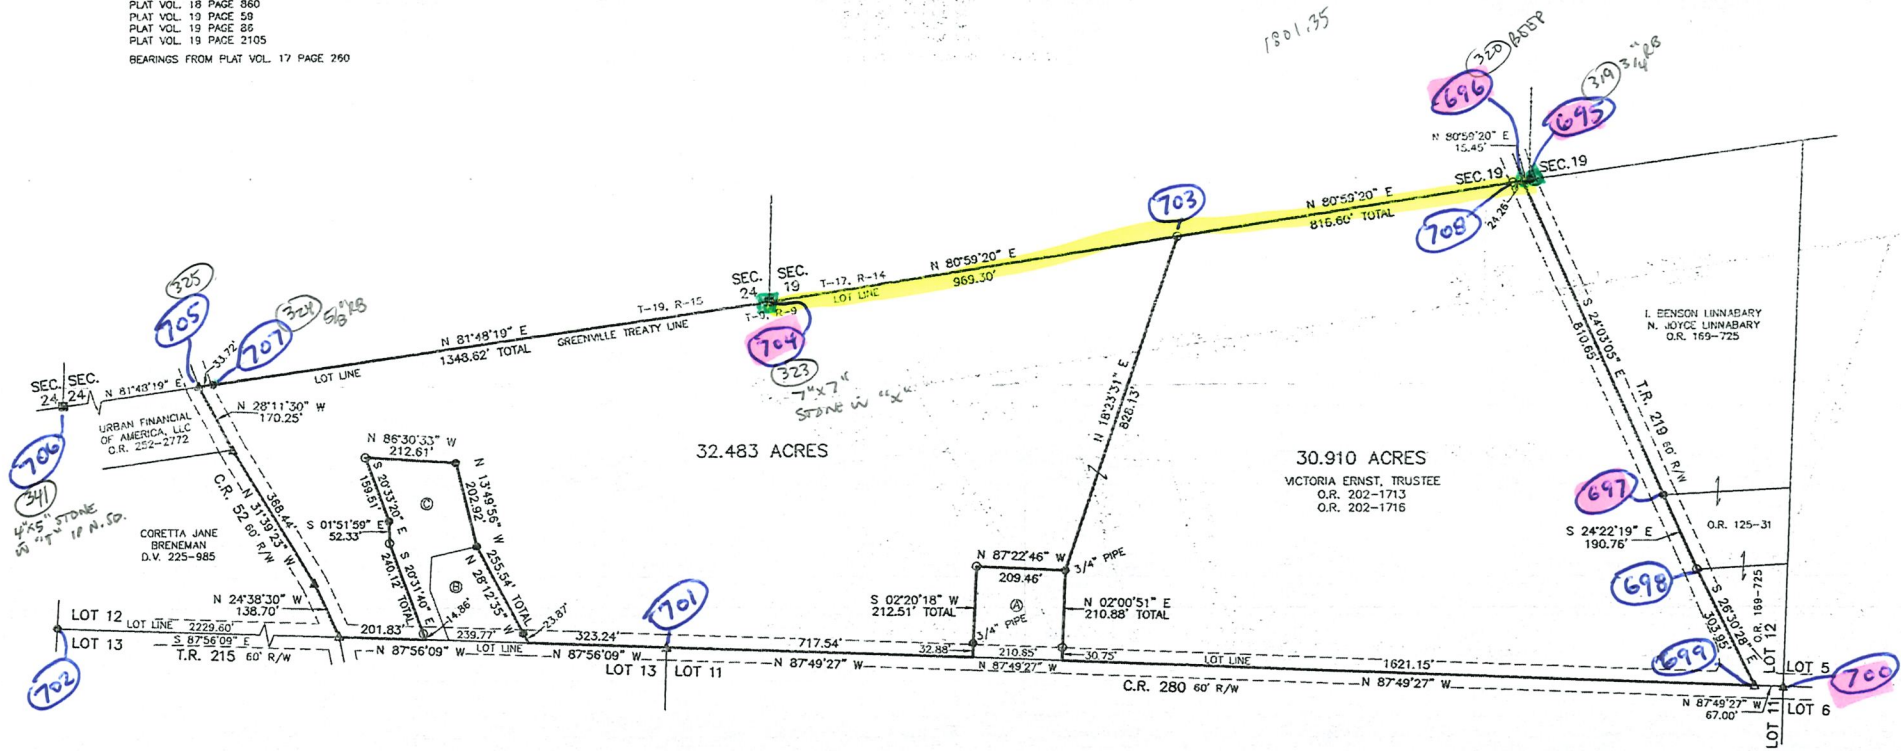 PLAT VOL. 18 PAGE 860
PLAT VOL. 19 PAGE 59
PLAT VOL. 19 PAGE 86
PLAT VOL. 19 PAGE 2105
BEARINGS FROM PLAT VOL. 17 PAGE 260
1801.35
320
696
319 3/4" RB
695
N 80°59'20" E
15.45'
SEC.19
SEC.19
703
N 80°59'20" E
816.60' TOTAL
708
24.26'
SEC. SEC.
24 19
T-17, R-14
N 80°59'20" E
969.30'
LOT LINE
T-19, R-15
T-9, R-9
GREENVILLE TREATY LINE
704
323
7"x7"
STONE W "X"
325
705
324 5/8" RB
707
33.72'
N 81°48'19" E
1348.62' TOTAL
LOT LINE
SEC. SEC.
24 24
N 81°48'19" E
706
341
4"x5" STONE
W "T" UP N. SD.
URBAN FINANCIAL
OF AMERICA, LLC
O.R. 252-2772
N 28°11'30" W
170.25'
368.44'
N 31°39'23" W
C.R. 52 60' R/W
CORETTA JANE
BRENEMAN
D.V. 225-985
N 24°38'30" W
138.70'
N 86°30'33" W
212.61'
S 20°33'20" E
159.51'
C
N 13°49'56" W
202.92'
S 01°51'59" E
52.33'
S 20°31'40" E
240.12' TOTAL
B
14.86'
255.54' TOTAL
N 28°12'35" W
23.87'
32.483 ACRES
N 18°23'31" E
828.13'
30.910 ACRES
VICTORIA ERNST, TRUSTEE
O.R. 202-1713
O.R. 202-1716
I. BENSON LINNABARY
N. JOYCE LINNABARY
O.R. 169-725
S 24°03'05" E
810.65'
T.R. 219 60' R/W
697
S 24°22'19" E
190.76'
O.R. 125-31
698
S 26°30'28" E
303.95'
O.R. 169-725
N 87°22'46" W
209.46'
3/4" PIPE
S 02°20'18" W
212.51' TOTAL
A
N 02°00'51" E
210.88' TOTAL
3/4" PIPE
701
702
LOT 12
LOT LINE 2229.60'
LOT 13
S 87°56'09" E
T.R. 215 60' R/W
201.83'
239.77'
323.24'
N 87°56'09" W
LOT LINE
N 87°56'09" W
LOT 13
LOT 11
717.54'
N 87°49'27" W
32.88'
210.85'
N 87°49'27" W
30.75'
LOT LINE
1621.15'
C.R. 280 60' R/W
N 87°49'27" W
699
LOT 12
LOT 5
700
N 87°49'27" W
67.00'
LOT 11
LOT 6